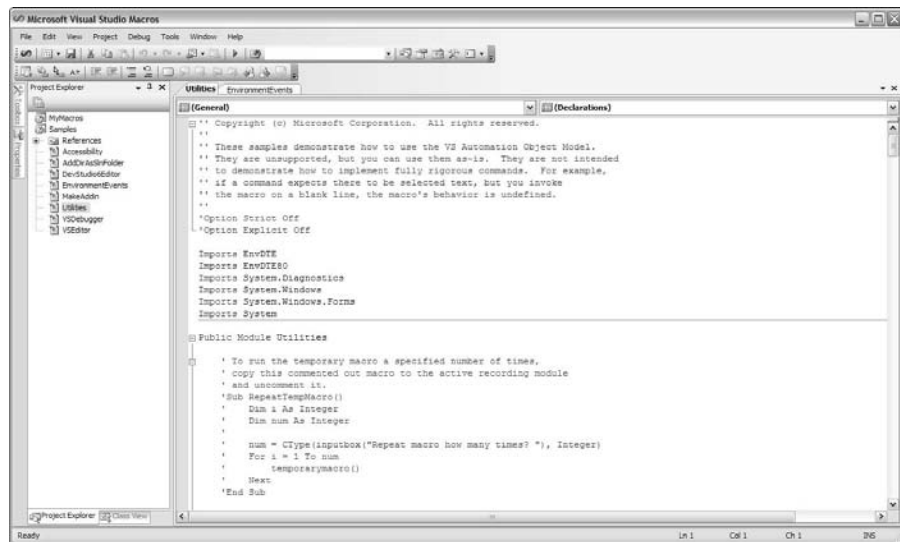 Microsoft Visual Studio Macros
File Edit View Project Debug Tools Window Help
Project Explorer
MyMacros
Samples
References
Accessibility
AddDirAsSlnFolder
DevStudio6Editor
EnvironmentEvents
MakeAddin
Utilities
VSDebugger
VSEditor
Toolbox
Properties
Project Explorer Class View
Utilities EnvironmentEvents
(General) (Declarations)
'' Copyright (c) Microsoft Corporation. All rights reserved.
''
'' These samples demonstrate how to use the VS Automation Object Model.
'' They are unsupported, but you can use them as-is. They are not intended
'' to demonstrate how to implement fully rigorous commands. For example,
'' if a command expects there to be selected text, but you invoke
'' the macro on a blank line, the macro's behavior is undefined.
''
'Option Strict Off
'Option Explicit Off
Imports EnvDTE
Imports EnvDTE80
Imports System.Diagnostics
Imports System.Windows
Imports System.Windows.Forms
Imports System
Public Module Utilities
' To run the temporary macro a specified number of times,
' copy this commented out macro to the active recording module
' and uncomment it.
'Sub RepeatTempMacro()
' Dim i As Integer
' Dim num As Integer
'
' num = CType(inputbox("Repeat macro how many times? "), Integer)
' For i = 1 To num
' temporarymacro()
' Next
'End Sub
Ready Ln 1 Col 1 Ch 1 INS